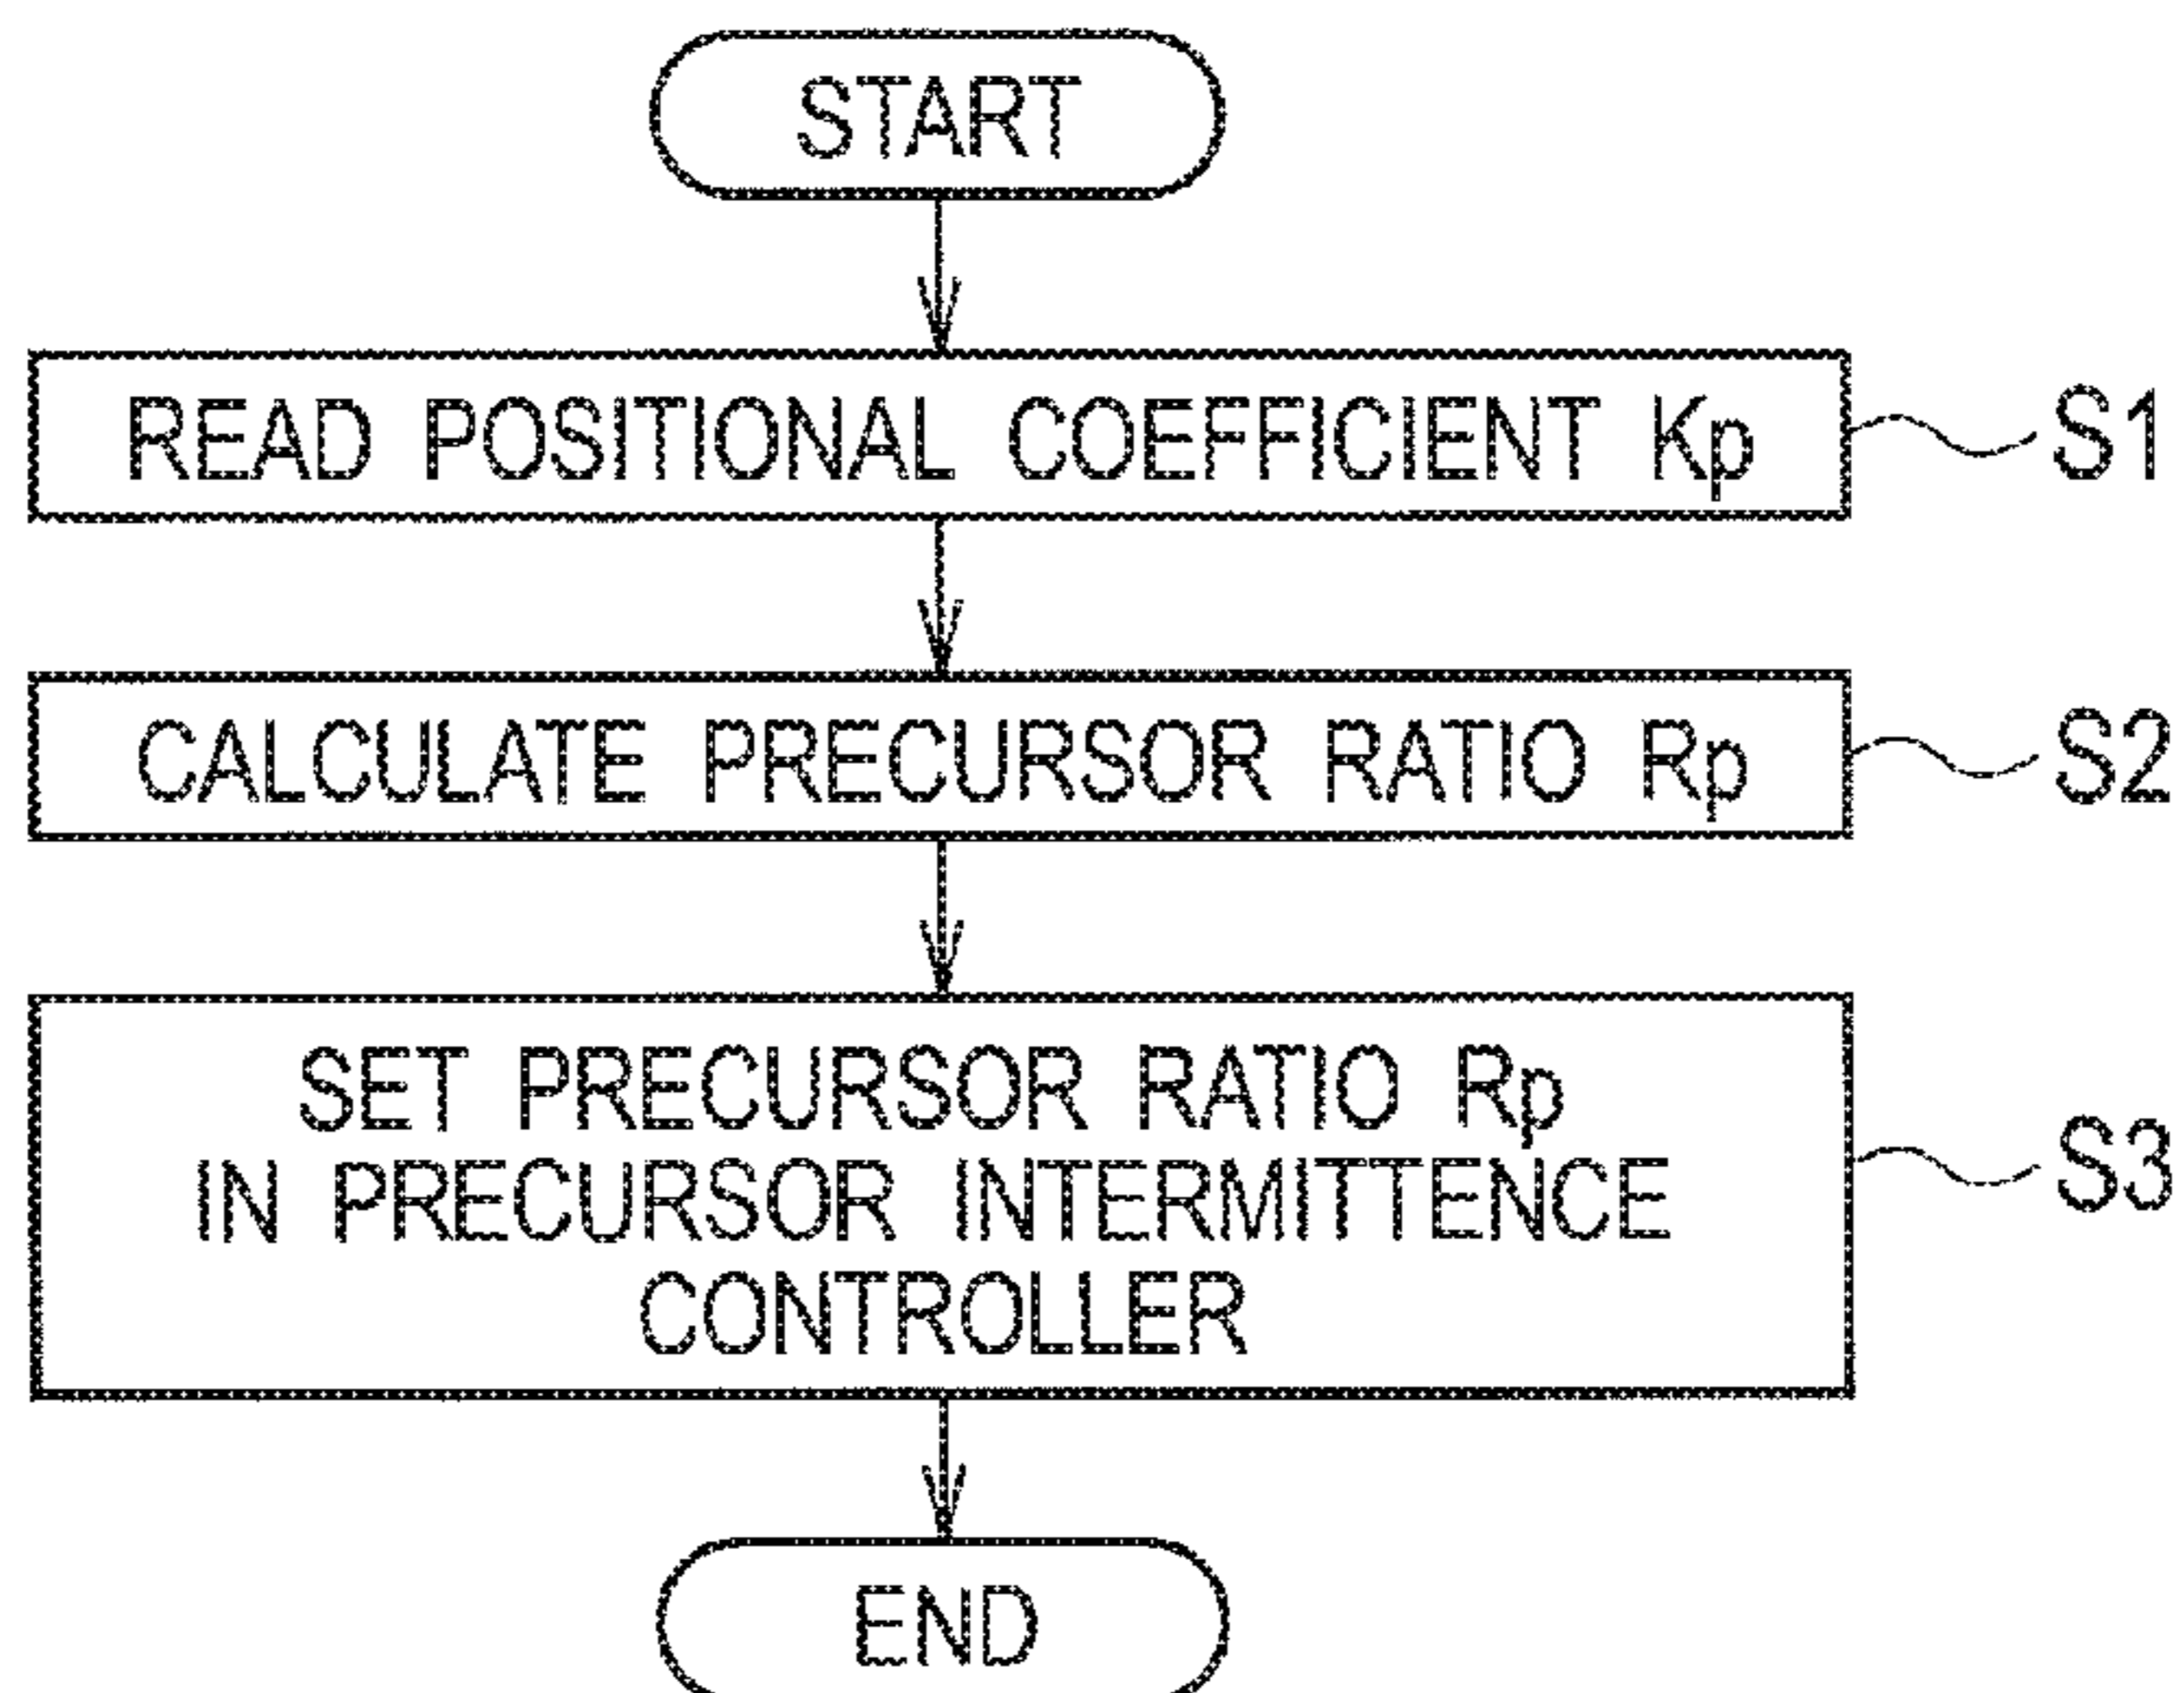 START
READ POSITIONAL COEFFICIENT Kp
S1
CALCULATE PRECURSOR RATIO Rp
S2
SET PRECURSOR RATIO Rp
IN PRECURSOR INTERMITTENCE
CONTROLLER
S3
END